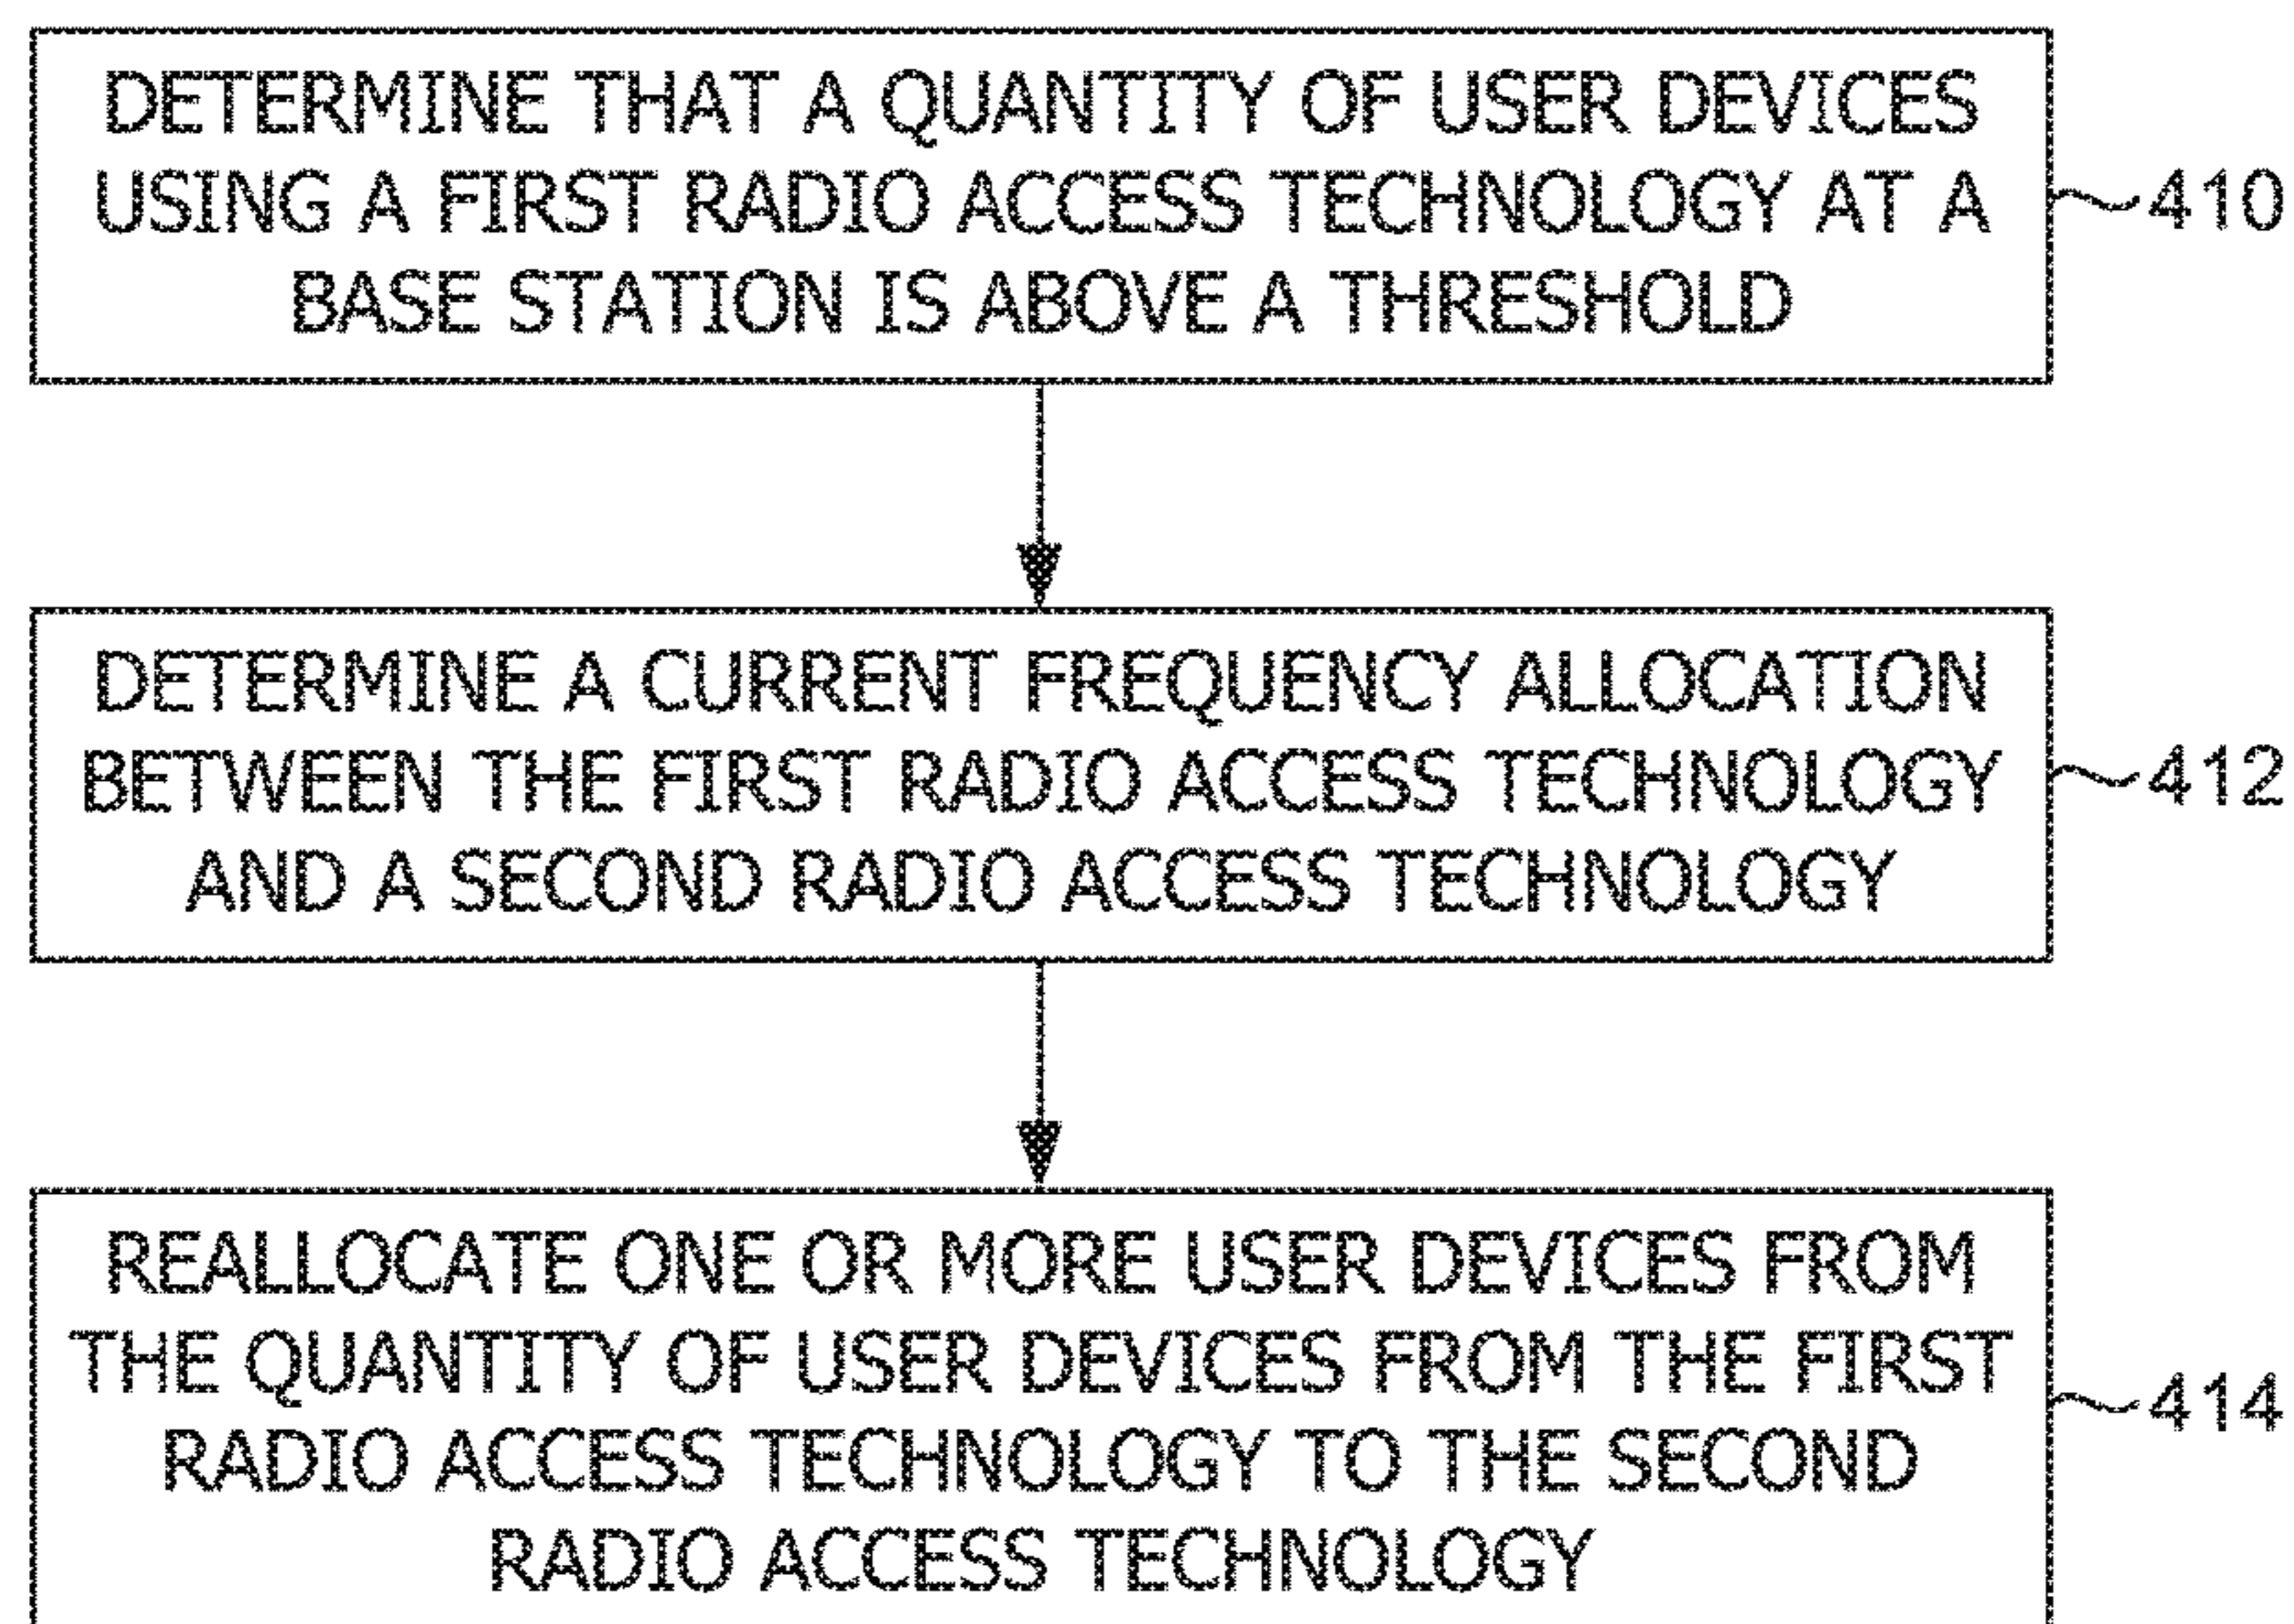 DETERMINE THAT A QUANTITY OF USER DEVICES
USING A FIRST RADIO ACCESS TECHNOLOGY AT A
BASE STATION IS ABOVE A THRESHOLD
410
DETERMINE A CURRENT FREQUENCY ALLOCATION
BETWEEN THE FIRST RADIO ACCESS TECHNOLOGY
AND A SECOND RADIO ACCESS TECHNOLOGY
412
REALLOCATE ONE OR MORE USER DEVICES FROM
THE QUANTITY OF USER DEVICES FROM THE FIRST
RADIO ACCESS TECHNOLOGY TO THE SECOND
RADIO ACCESS TECHNOLOGY
414